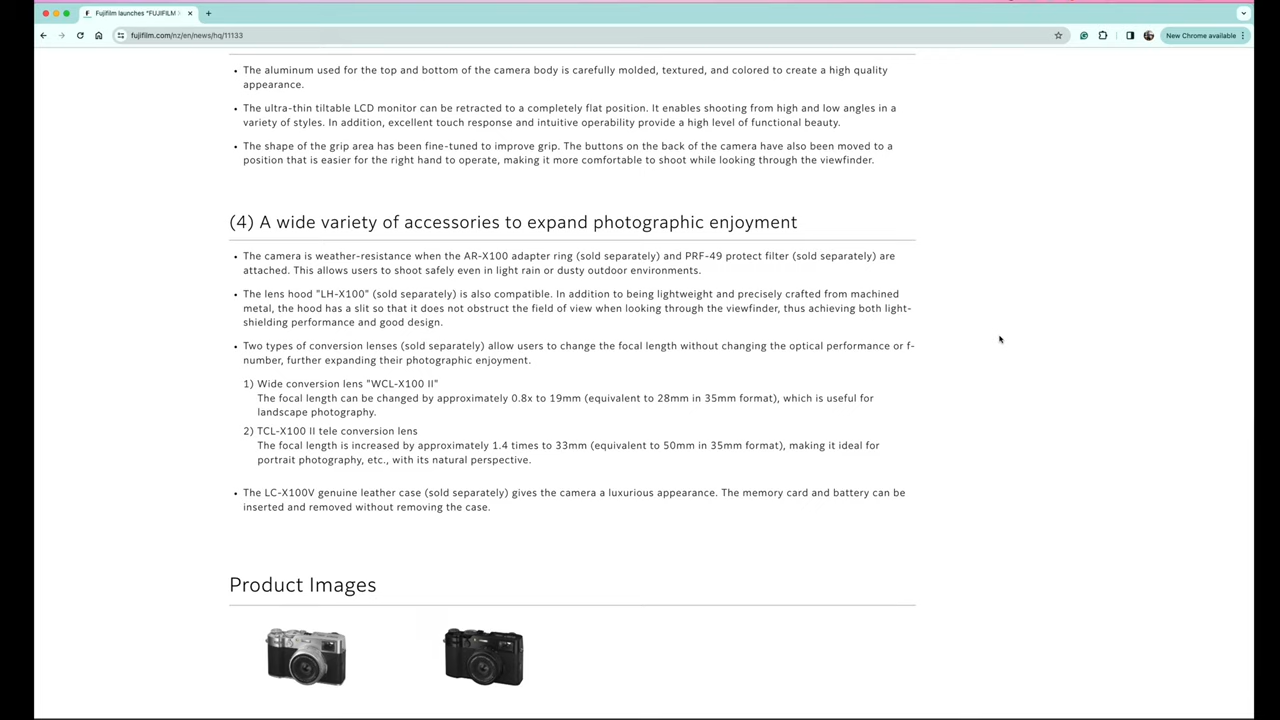 Fujifilm launches "FUJIFILM
fujifilm.com/nz/en/news/hq/11133
New Chrome available
• The aluminum used for the top and bottom of the camera body is carefully molded, textured, and colored to create a high quality
appearance.
• The ultra-thin tiltable LCD monitor can be retracted to a completely flat position. It enables shooting from high and low angles in a
variety of styles. In addition, excellent touch response and intuitive operability provide a high level of functional beauty.
• The shape of the grip area has been fine-tuned to improve grip. The buttons on the back of the camera have also been moved to a
position that is easier for the right hand to operate, making it more comfortable to shoot while looking through the viewfinder.
(4) A wide variety of accessories to expand photographic enjoyment
• The camera is weather-resistance when the AR-X100 adapter ring (sold separately) and PRF-49 protect filter (sold separately) are
attached. This allows users to shoot safely even in light rain or dusty outdoor environments.
• The lens hood "LH-X100" (sold separately) is also compatible. In addition to being lightweight and precisely crafted from machined
metal, the hood has a slit so that it does not obstruct the field of view when looking through the viewfinder, thus achieving both light-
shielding performance and good design.
• Two types of conversion lenses (sold separately) allow users to change the focal length without changing the optical performance or f-
number, further expanding their photographic enjoyment.
1) Wide conversion lens "WCL-X100 II"
The focal length can be changed by approximately 0.8x to 19mm (equivalent to 28mm in 35mm format), which is useful for
landscape photography.
2) TCL-X100 II tele conversion lens
The focal length is increased by approximately 1.4 times to 33mm (equivalent to 50mm in 35mm format), making it ideal for
portrait photography, etc., with its natural perspective.
• The LC-X100V genuine leather case (sold separately) gives the camera a luxurious appearance. The memory card and battery can be
inserted and removed without removing the case.
Product Images